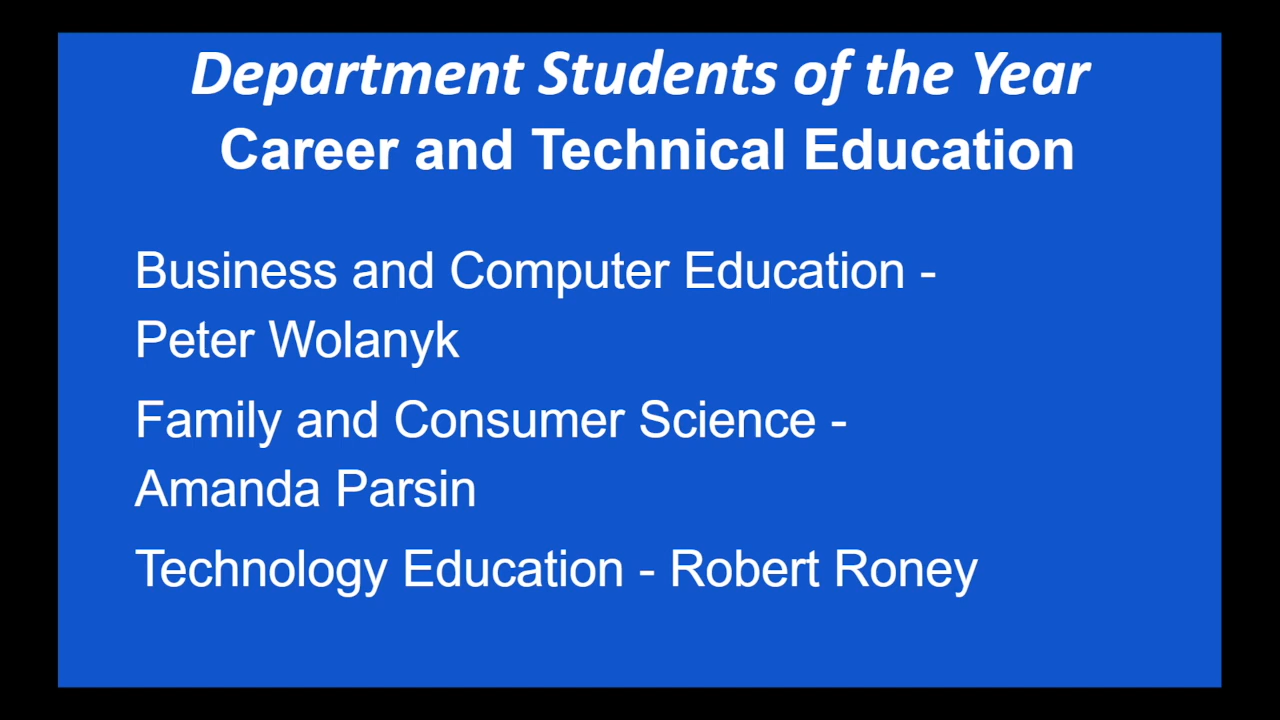 Department Students of the Year
Career and Technical Education
Business and Computer Education -
Peter Wolanyk
Family and Consumer Science -
Amanda Parsin
Technology Education - Robert Roney